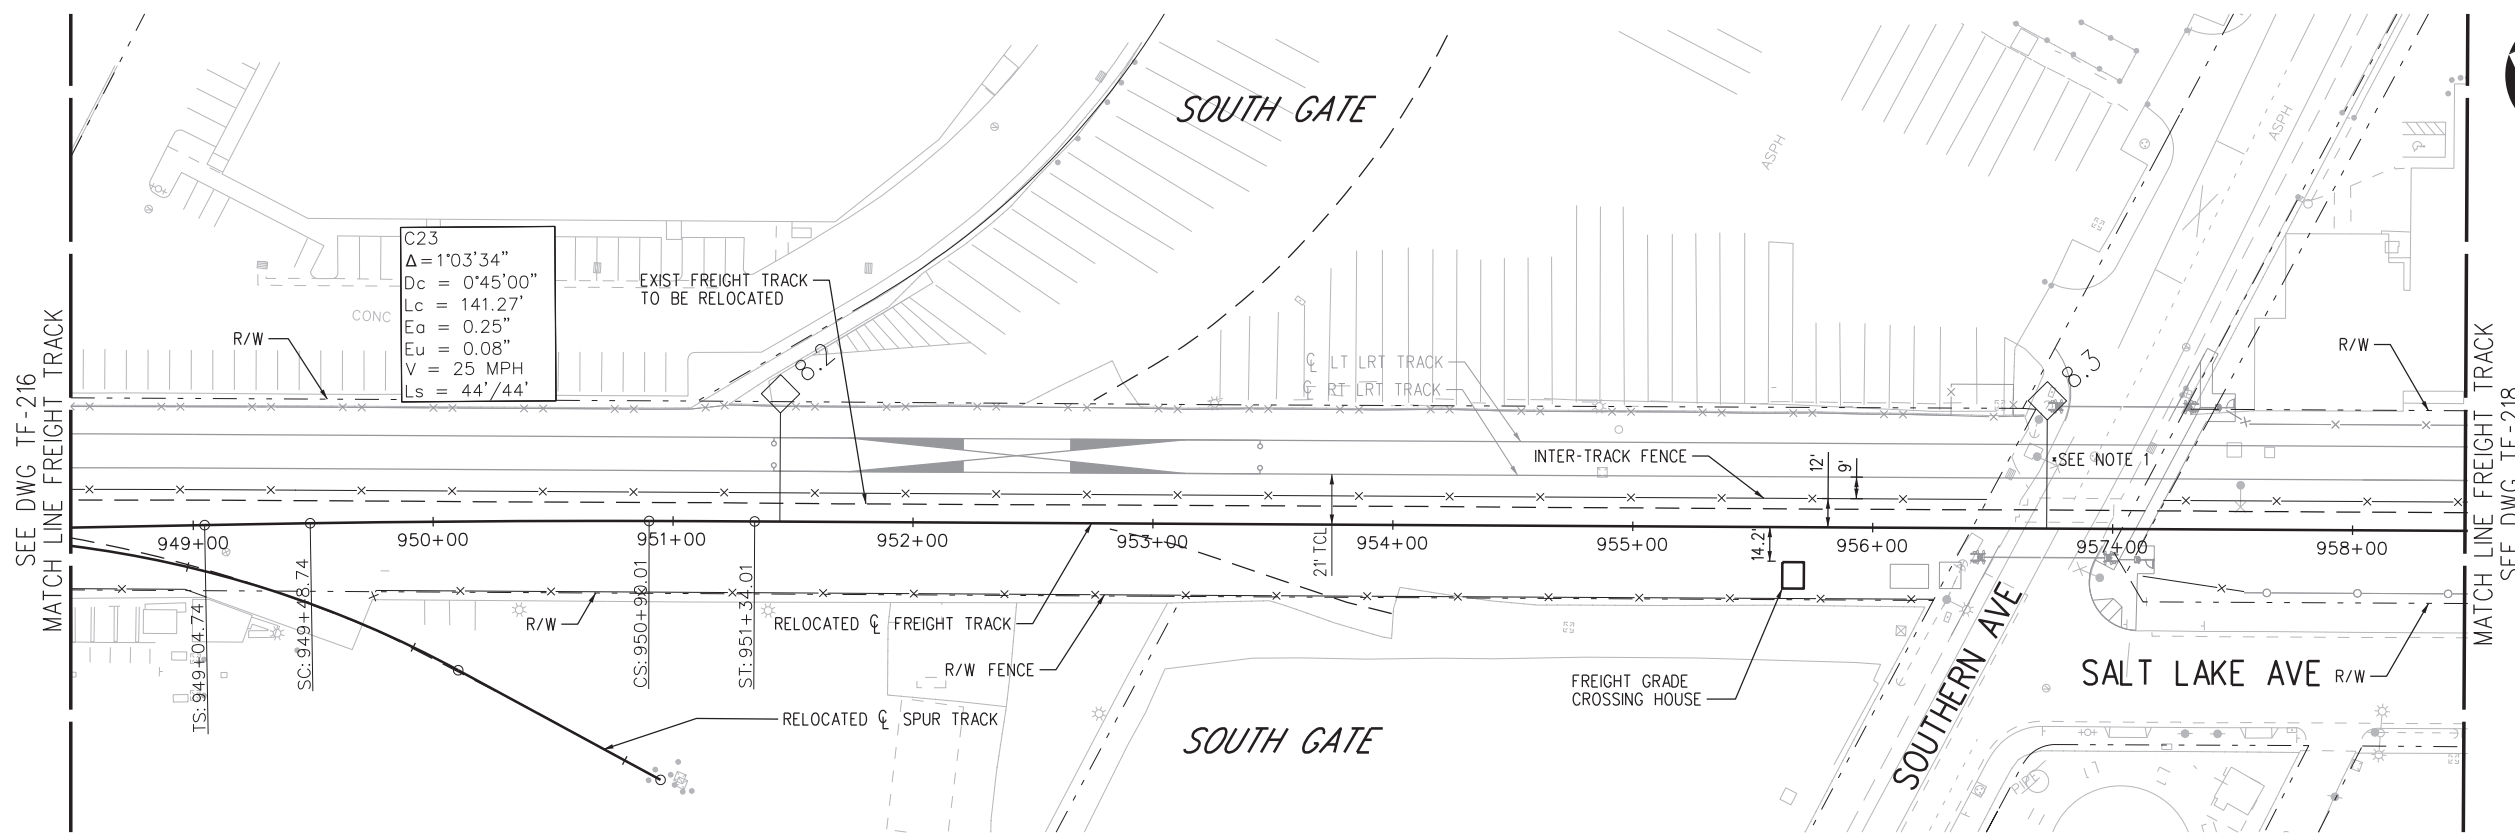 SEE DWG TF-216
MATCH LINE FREIGHT TRACK
SOUTH GATE
ASPH
ASPH
C23
Δ=1°03'34"
Dc = 0°45'00"
Lc = 141.27'
Ea = 0.25"
Eu = 0.08"
V = 25 MPH
Ls = 44'/44'
CONC
R/W
EXIST FREIGHT TRACK
TO BE RELOCATED
8.2
℄ LT LRT TRACK
℄ RT LRT TRACK
8.3
R/W
INTER-TRACK FENCE
12'
9'
SEE NOTE 1
949+00
950+00
951+00
952+00
953+00
954+00
955+00
956+00
957+00
958+00
21' TCL
14.2'
TS: 949+04.74
SC: 949+48.74
CS: 950+90.01
ST: 951+34.01
R/W
RELOCATED ℄ FREIGHT TRACK
R/W FENCE
RELOCATED ℄ SPUR TRACK
FREIGHT GRADE
CROSSING HOUSE
SOUTH GATE
SOUTHERN AVE
SALT LAKE AVE
R/W
PIPE
MATCH LINE FREIGHT TRACK
SEE DWG TF-218